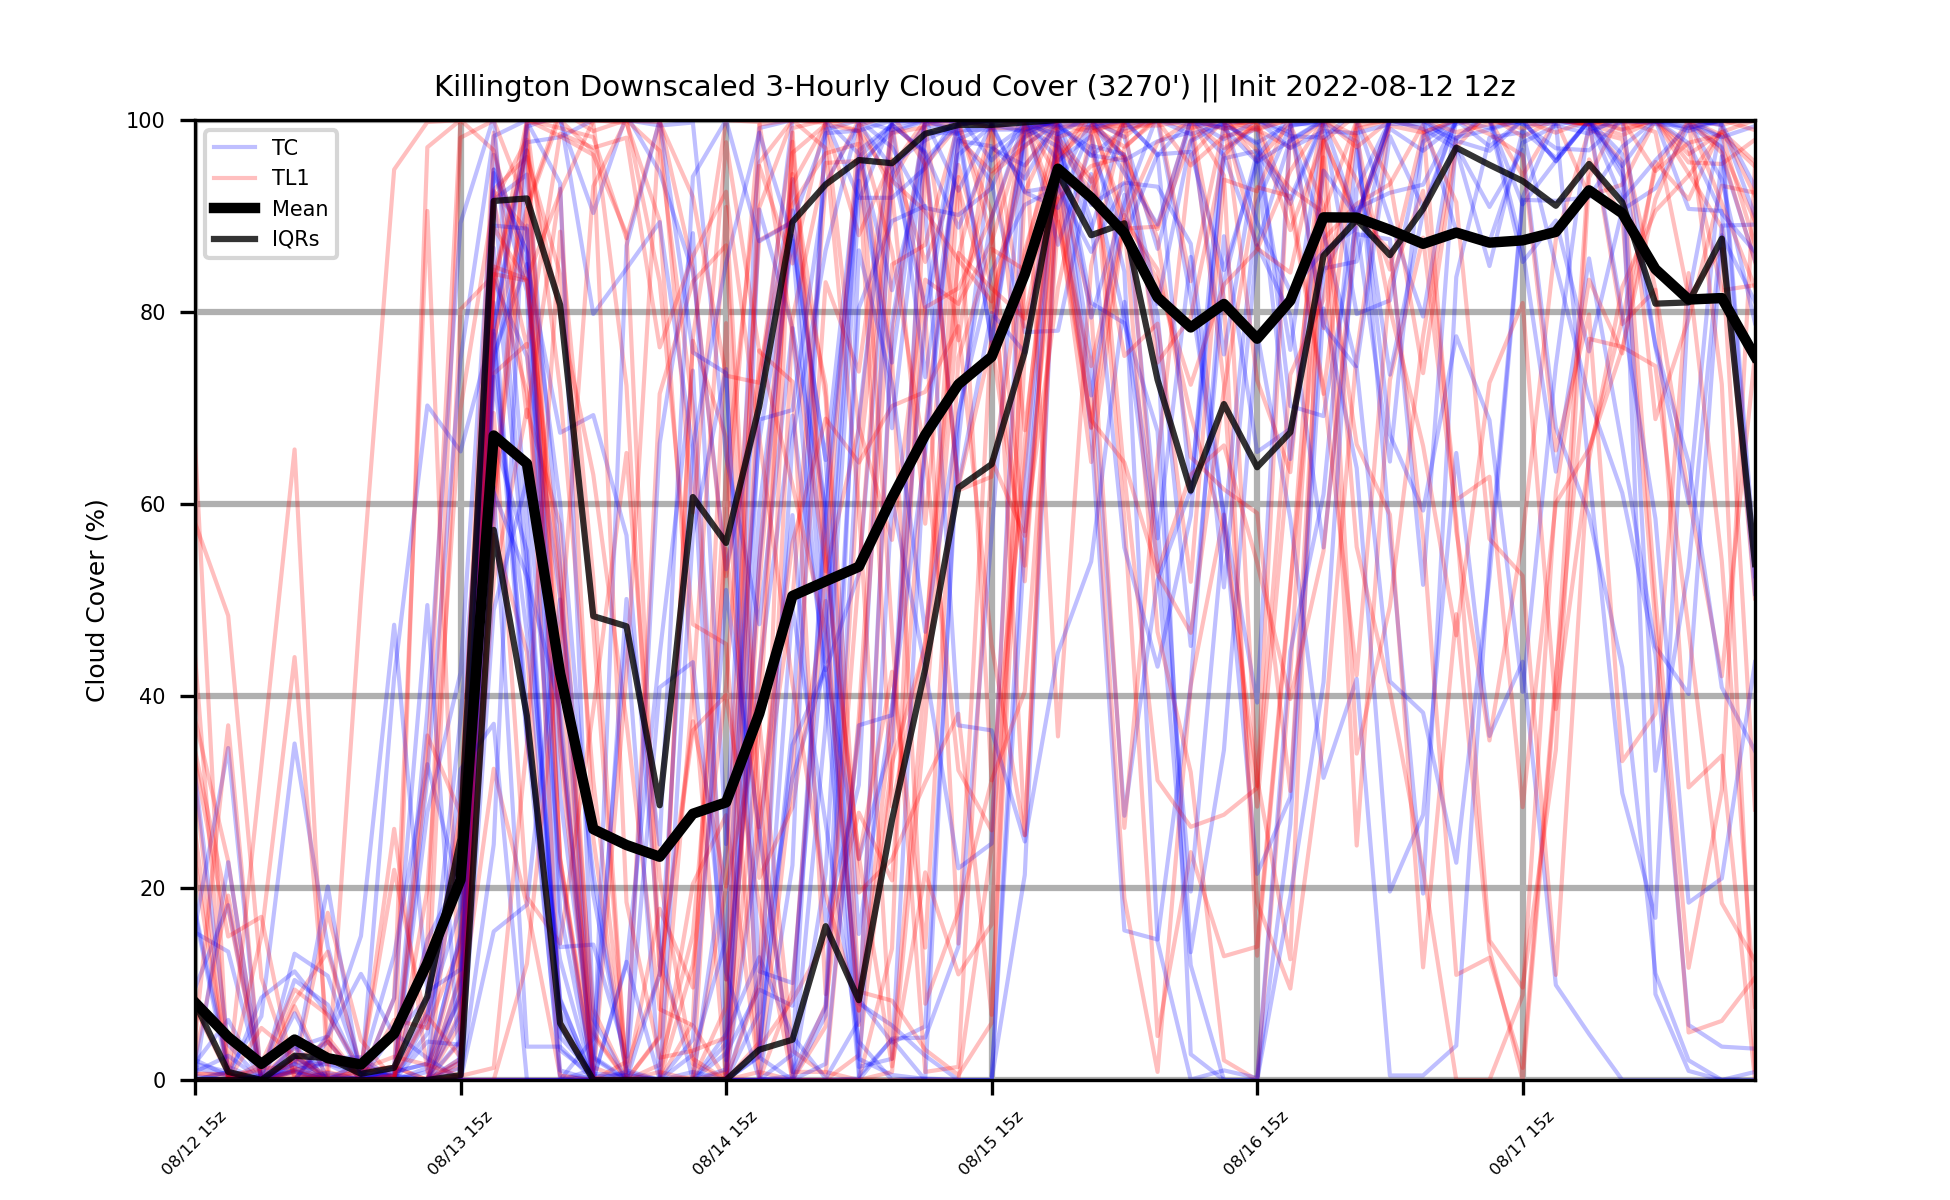 Killington Downscaled 3-Hourly Cloud Cover (3270') || Init 2022-08-12 12z
100
80
60
40
20
0
Cloud Cover (%)
TC
TL1
Mean
IQRs
08/12 15z
08/13 15z
08/14 15z
08/15 15z
08/16 15z
08/17 15z